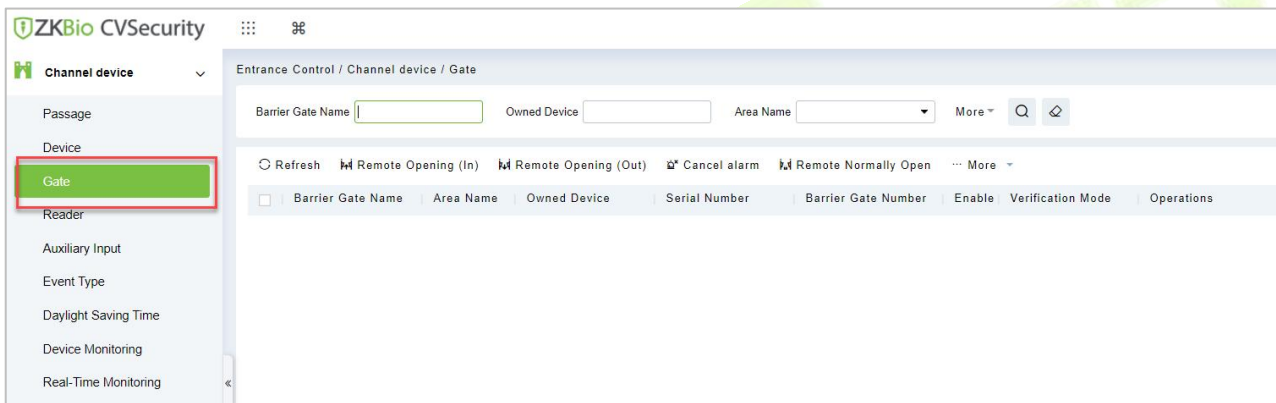 ZKBio CVSecurity
Channel device
Passage
Device
Gate
Reader
Auxiliary Input
Event Type
Daylight Saving Time
Device Monitoring
Real-Time Monitoring
Entrance Control / Channel device / Gate
Barrier Gate Name Owned Device Area Name More
Refresh Remote Opening (In) Remote Opening (Out) Cancel alarm Remote Normally Open ··· More
Barrier Gate Name Area Name Owned Device Serial Number Barrier Gate Number Enable Verification Mode Operations